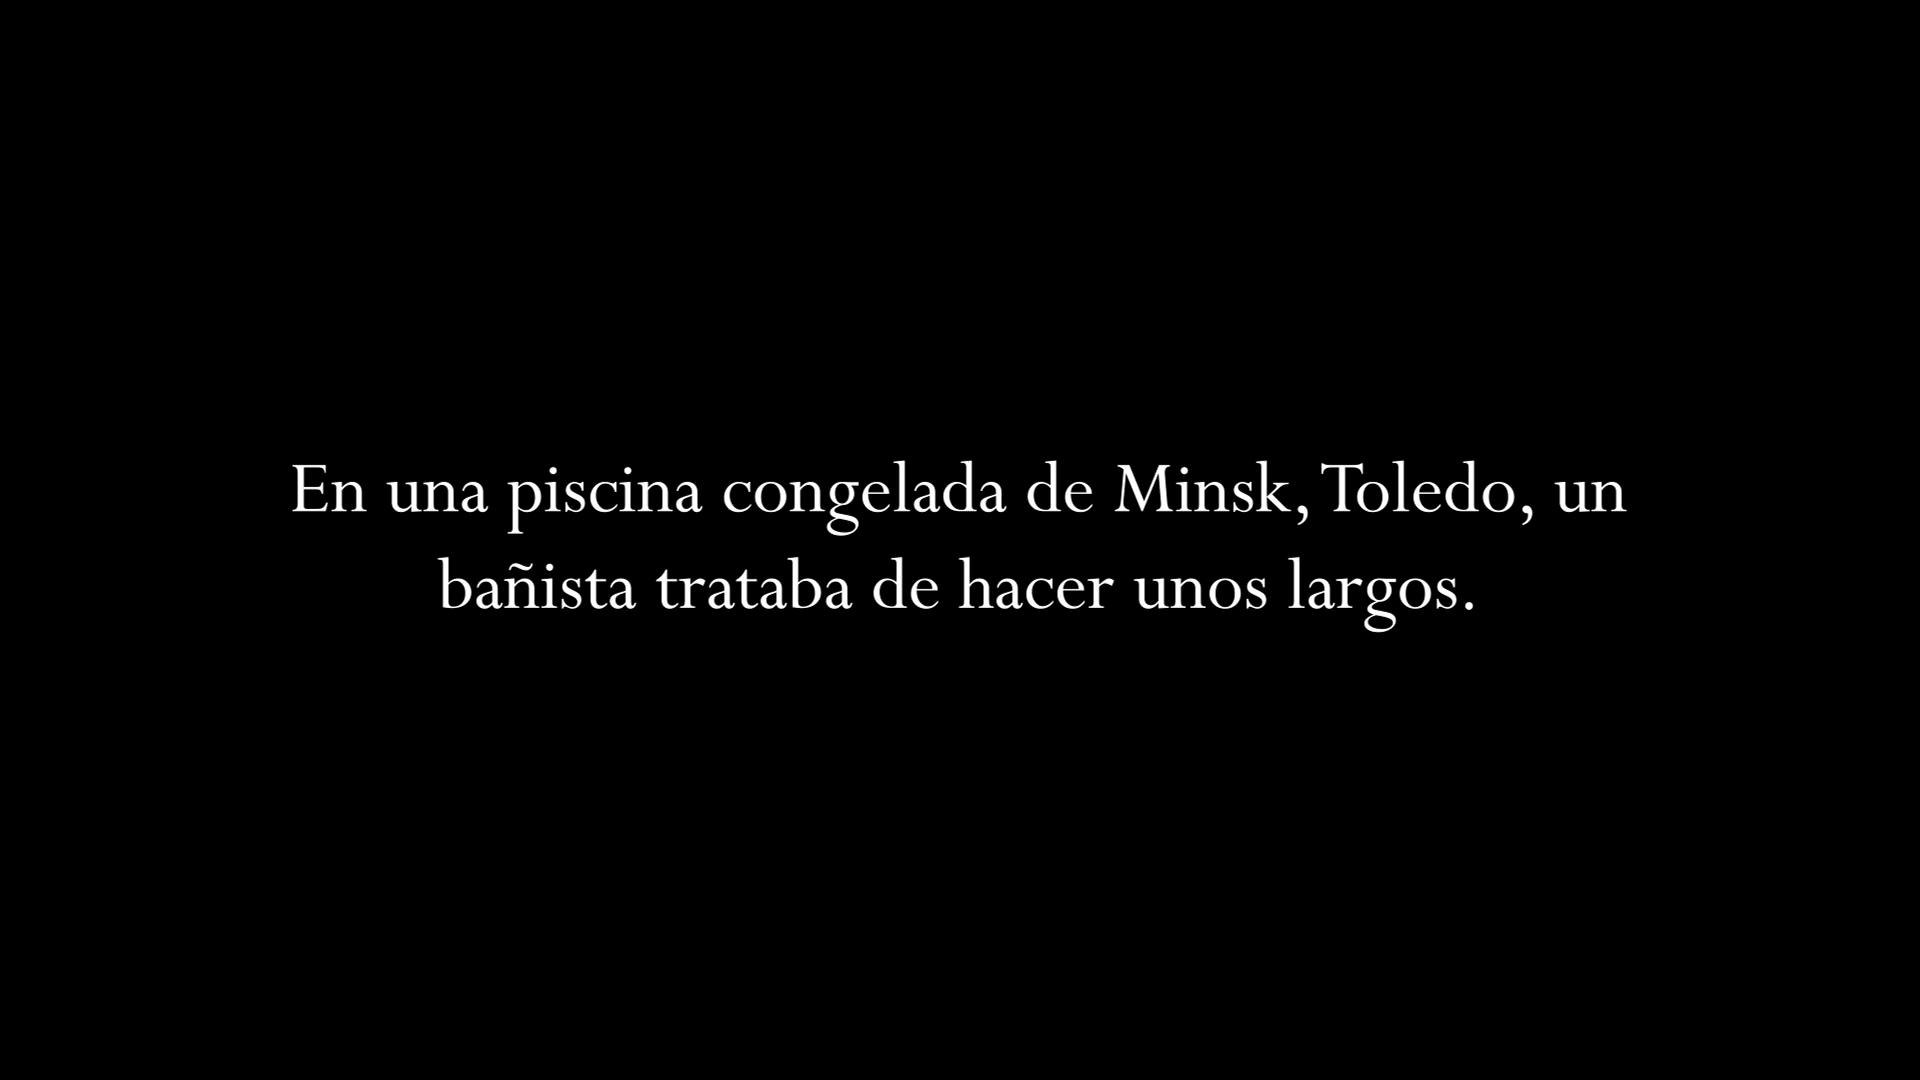 En una piscina congelada de Minsk, Toledo, un
bañista trataba de hacer unos largos.